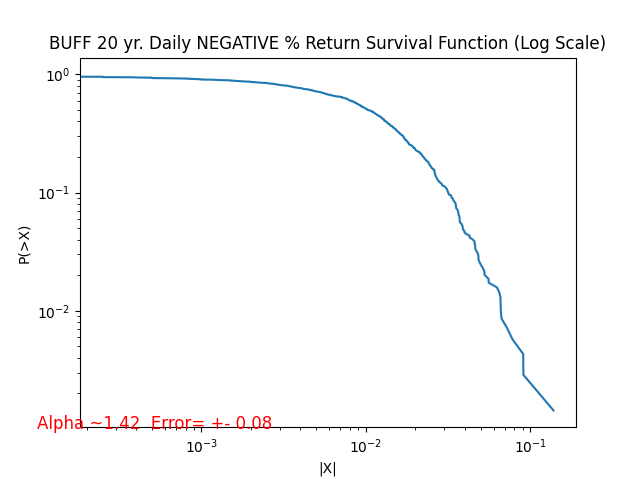 BUFF 20 yr. Daily NEGATIVE % Return Survival Function (Log Scale)
10⁰
10⁻¹
10⁻²
P(>X)
Alpha ~1.42  Error= +- 0.08
10⁻³ 10⁻² 10⁻¹
|X|